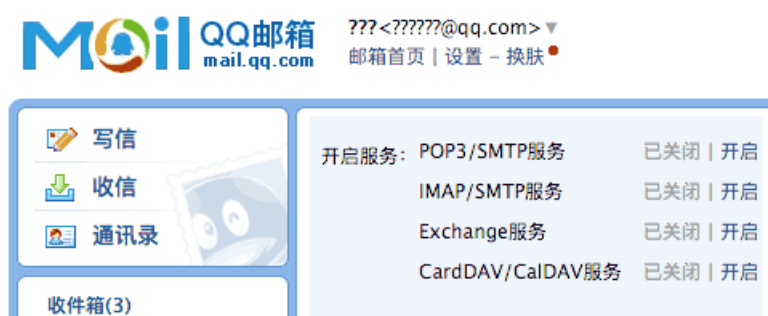 Mail QQ邮箱 ???<??????@qq.com>▼
mail.qq.com 邮箱首页 | 设置 - 换肤
写信
收信
通讯录
收件箱(3)
开启服务: POP3/SMTP服务 已关闭 | 开启
IMAP/SMTP服务 已关闭 | 开启
Exchange服务 已关闭 | 开启
CardDAV/CalDAV服务 已关闭 | 开启